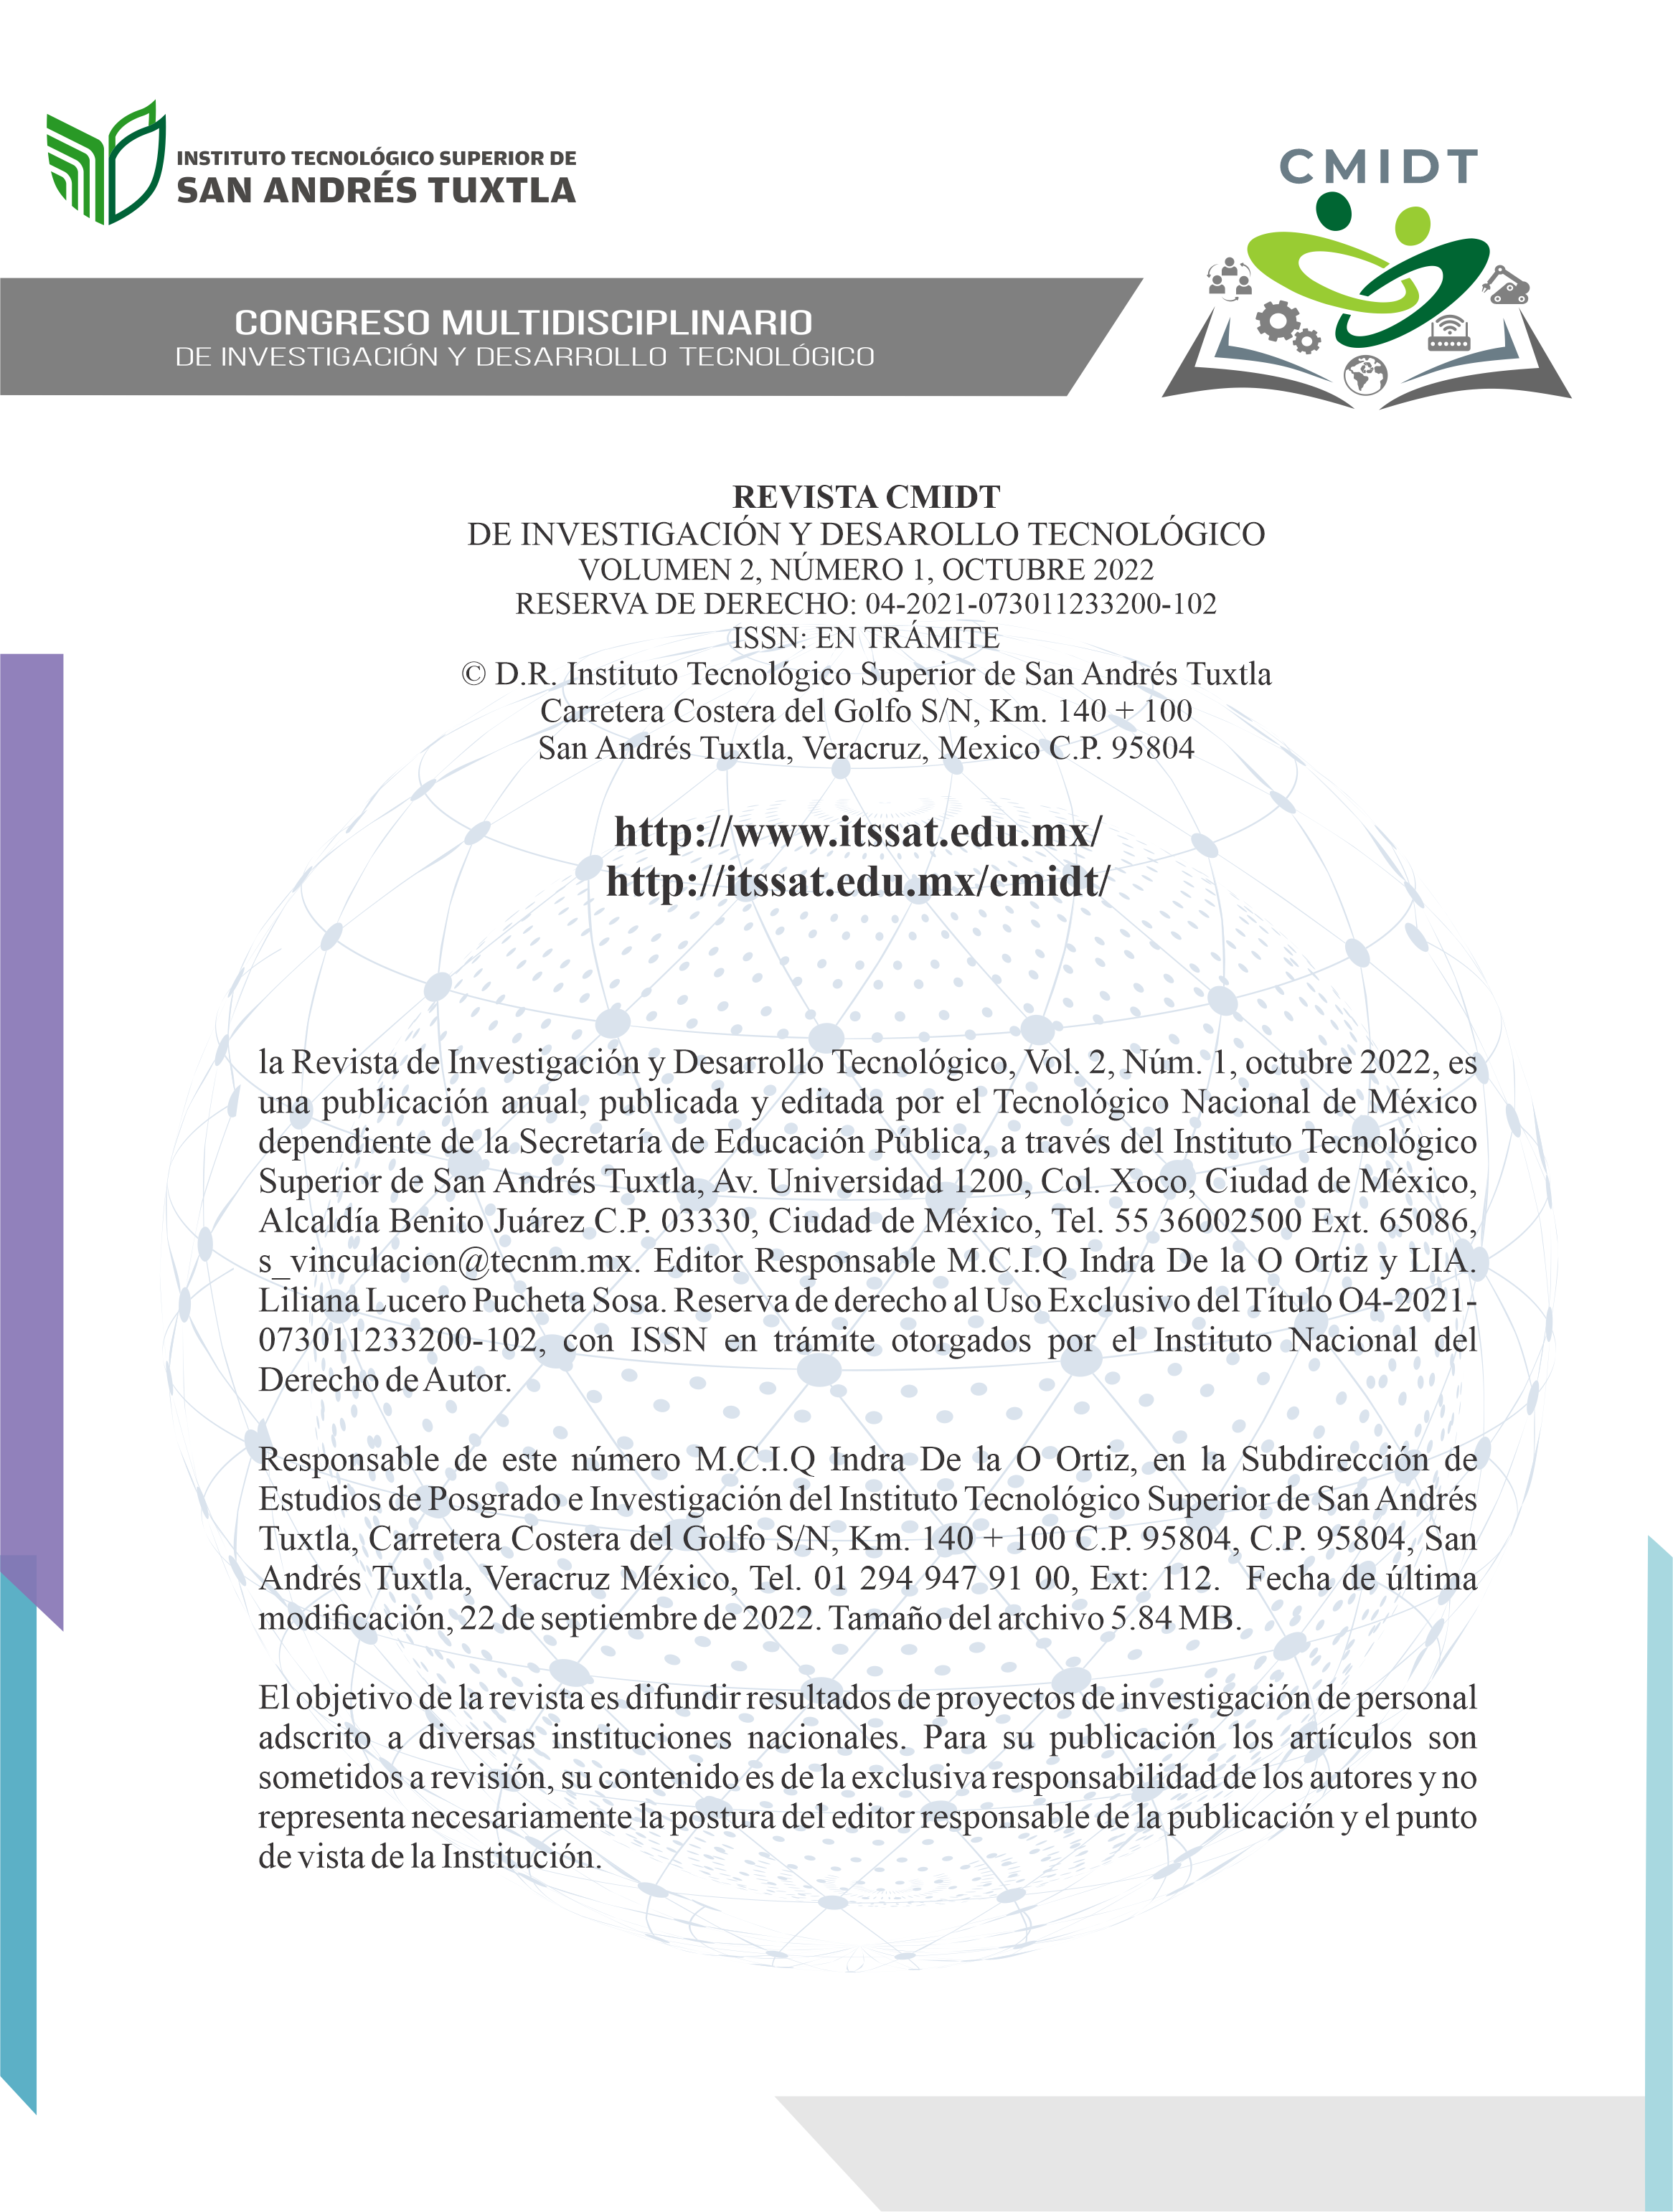 INSTITUTO TECNOLÓGICO SUPERIOR DE
SAN ANDRÉS TUXTLA
CMIDT
CONGRESO MULTIDISCIPLINARIO
DE INVESTIGACIÓN Y DESARROLLO TECNOLÓGICO
REVISTA CMIDT
DE INVESTIGACIÓN Y DESAROLLO TECNOLÓGICO
VOLUMEN 2, NÚMERO 1, OCTUBRE 2022
RESERVA DE DERECHO: 04-2021-073011233200-102
ISSN: EN TRÁMITE
© D.R. Instituto Tecnológico Superior de San Andrés Tuxtla
Carretera Costera del Golfo S/N, Km. 140 + 100
San Andrés Tuxtla, Veracruz, Mexico C.P. 95804
http://www.itssat.edu.mx/
http://itssat.edu.mx/cmidt/
la Revista de Investigación y Desarrollo Tecnológico, Vol. 2, Núm. 1, octubre 2022, es
una publicación anual, publicada y editada por el Tecnológico Nacional de México
dependiente de la Secretaría de Educación Pública, a través del Instituto Tecnológico
Superior de San Andrés Tuxtla, Av. Universidad 1200, Col. Xoco, Ciudad de México,
Alcaldía Benito Juárez C.P. 03330, Ciudad de México, Tel. 55 36002500 Ext. 65086,
s_vinculacion@tecnm.mx. Editor Responsable M.C.I.Q Indra De la O Ortiz y LIA.
Liliana Lucero Pucheta Sosa. Reserva de derecho al Uso Exclusivo del Título O4-2021-
073011233200-102, con ISSN en trámite otorgados por el Instituto Nacional del
Derecho de Autor.
Responsable de este número M.C.I.Q Indra De la O Ortiz, en la Subdirección de
Estudios de Posgrado e Investigación del Instituto Tecnológico Superior de San Andrés
Tuxtla, Carretera Costera del Golfo S/N, Km. 140 + 100 C.P. 95804, C.P. 95804, San
Andrés Tuxtla, Veracruz México, Tel. 01 294 947 91 00, Ext: 112. Fecha de última
modificación, 22 de septiembre de 2022. Tamaño del archivo 5.84 MB.
El objetivo de la revista es difundir resultados de proyectos de investigación de personal
adscrito a diversas instituciones nacionales. Para su publicación los artículos son
sometidos a revisión, su contenido es de la exclusiva responsabilidad de los autores y no
representa necesariamente la postura del editor responsable de la publicación y el punto
de vista de la Institución.